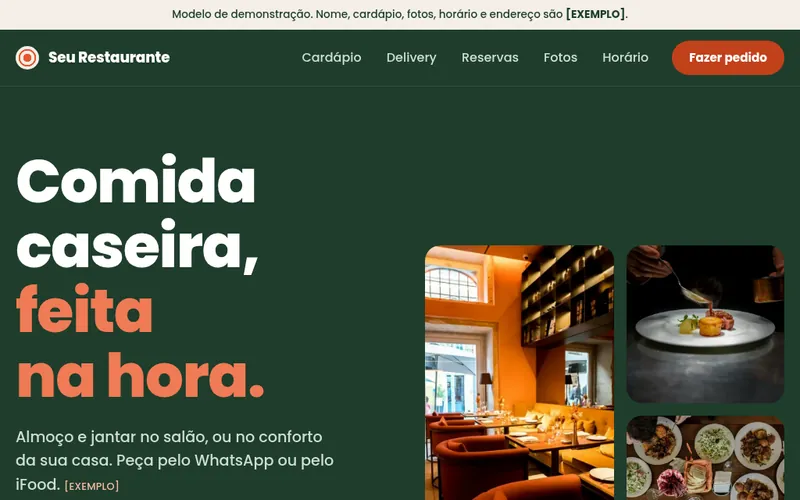 Modelo de demonstração. Nome, cardápio, fotos, horário e endereço são [EXEMPLO].
Seu Restaurante
Cardápio
Delivery
Reservas
Fotos
Horário
Fazer pedido
Comida
caseira,
feita
na hora.
Almoço e jantar no salão, ou no conforto
da sua casa. Peça pelo WhatsApp ou pelo
iFood. [EXEMPLO]